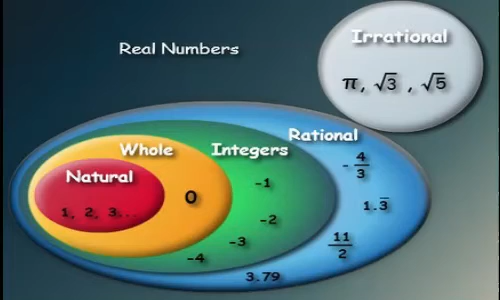 Real Numbers
Irrational
π, √3 , √5
Rational
Whole
Integers
Natural
1, 2, 3...
0
-1
-2
-3
-4
- 4/3
1.3̅
11/2
3.79